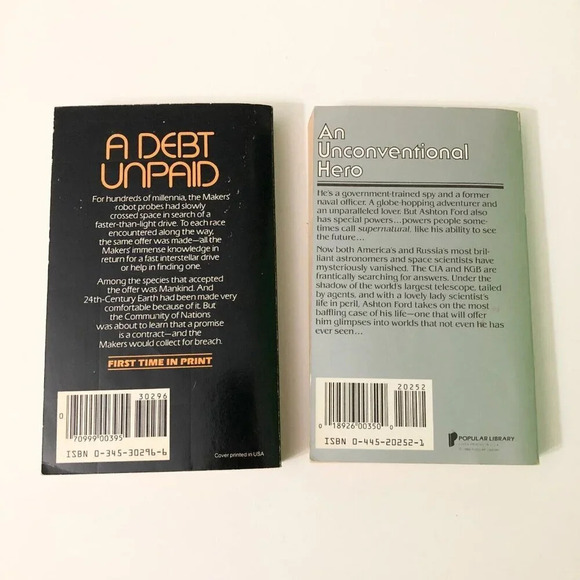 A DEBT
UNPAID
For hundreds of millennia, the Makers'
robot probes had slowly
crossed space in search of a
faster-than-light drive. To each race
encountered along the way,
the same offer was made—all the
Makers' immense knowledge in
return for a fast interstellar drive
or help in finding one.
Among the species that accepted
the offer was Mankind. And
24th-Century Earth had been made very
comfortable because of it. But
the Community of Nations
was about to learn that a promise
is a contract—and the
Makers would collect for breach.
FIRST TIME IN PRINT
30296
0
70999 00395
ISBN 0-345-30296-6
Cover printed in USA
An
Unconventional
Hero
He's a government-trained spy and a former
naval officer. A globe-hopping adventurer and
an unparalleled lover. But Ashton Ford also
has special powers...powers people some-
times call supernatural, like his ability to see
the future...
Now both America's and Russia's most bril-
liant astronomers and space scientists have
mysteriously vanished. The CIA and KGB are
frantically searching for answers. Under the
shadow of the world's largest telescope, tailed
by agents, and with a lovely lady scientist's
life in peril, Ashton Ford takes on the most
baffling case of his life—one that will offer
him glimpses into worlds that not even he has
ever seen...
20252
0
18926 00350
0
ISBN 0-445-20252-1
POPULAR LIBRARY